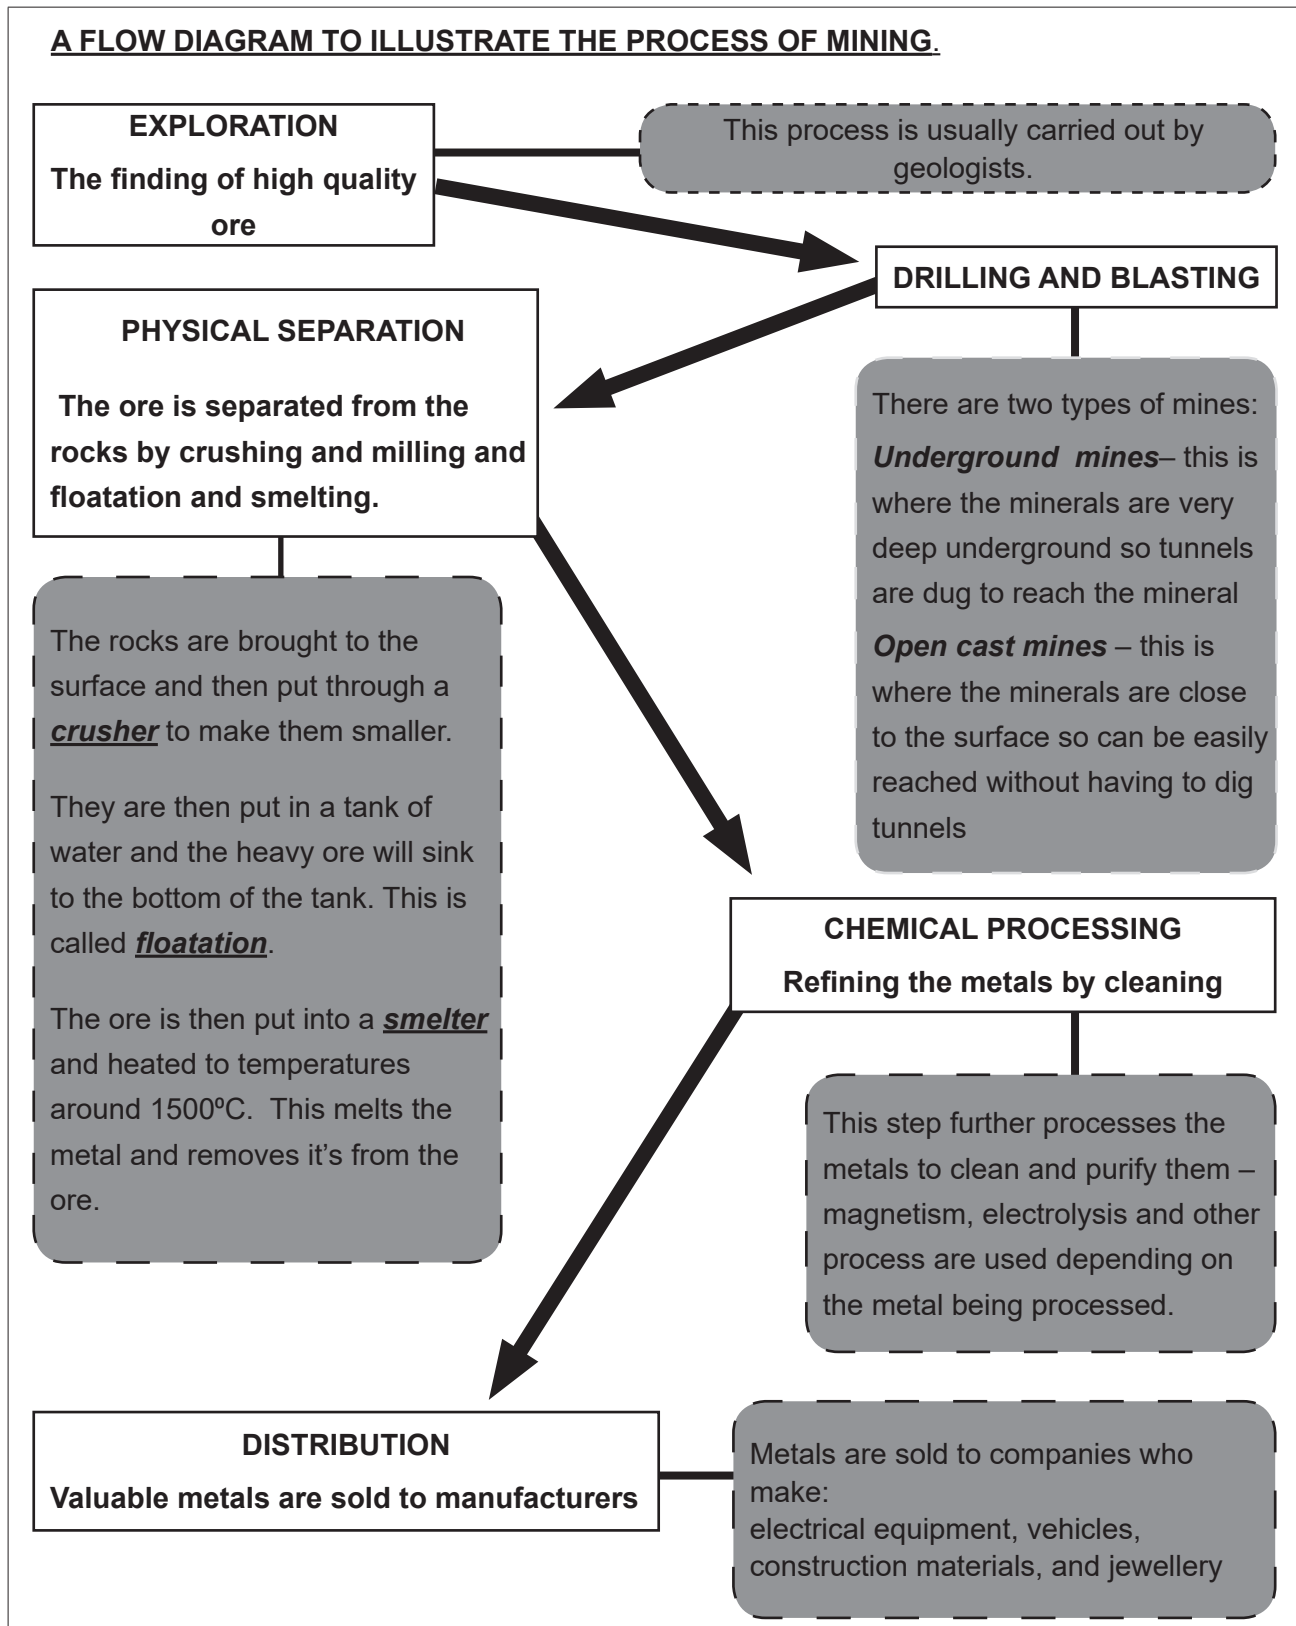 A FLOW DIAGRAM TO ILLUSTRATE THE PROCESS OF MINING.
EXPLORATION
The finding of high quality
ore
This process is usually carried out by
geologists.
DRILLING AND BLASTING
There are two types of mines:
Underground mines– this is
where the minerals are very
deep underground so tunnels
are dug to reach the mineral
Open cast mines – this is
where the minerals are close
to the surface so can be easily
reached without having to dig
tunnels
PHYSICAL SEPARATION
The ore is separated from the
rocks by crushing and milling and
floatation and smelting.
The rocks are brought to the
surface and then put through a
crusher to make them smaller.
They are then put in a tank of
water and the heavy ore will sink
to the bottom of the tank. This is
called floatation.
The ore is then put into a smelter
and heated to temperatures
around 1500ºC. This melts the
metal and removes it’s from the
ore.
CHEMICAL PROCESSING
Refining the metals by cleaning
This step further processes the
metals to clean and purify them –
magnetism, electrolysis and other
process are used depending on
the metal being processed.
DISTRIBUTION
Valuable metals are sold to manufacturers
Metals are sold to companies who
make:
electrical equipment, vehicles,
construction materials, and jewellery